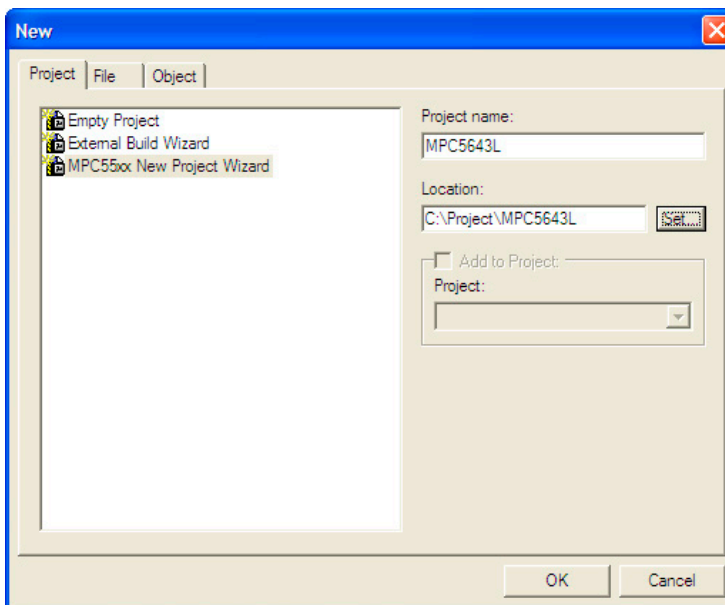 New
Project File Object
Empty Project
External Build Wizard
MPC55xx New Project Wizard
Project name:
MPC5643L
Location:
C:\Project\MPC5643L
Set...
Add to Project:
Project:
OK Cancel